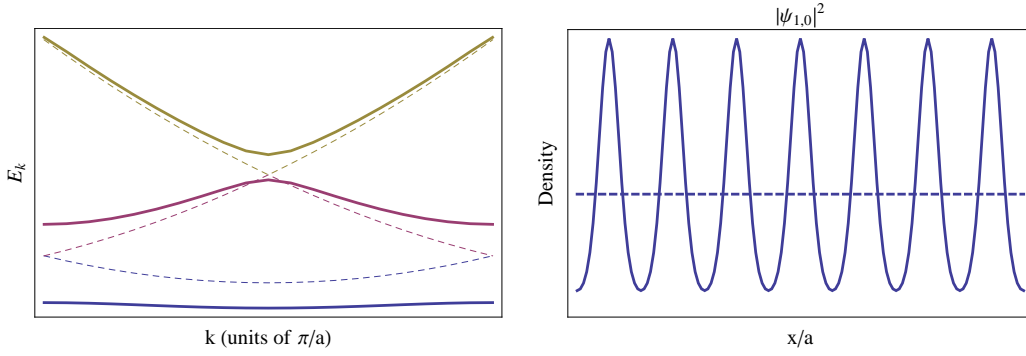 E_k
k (units of π/a)
|ψ_{1,0}|^2
Density
x/a